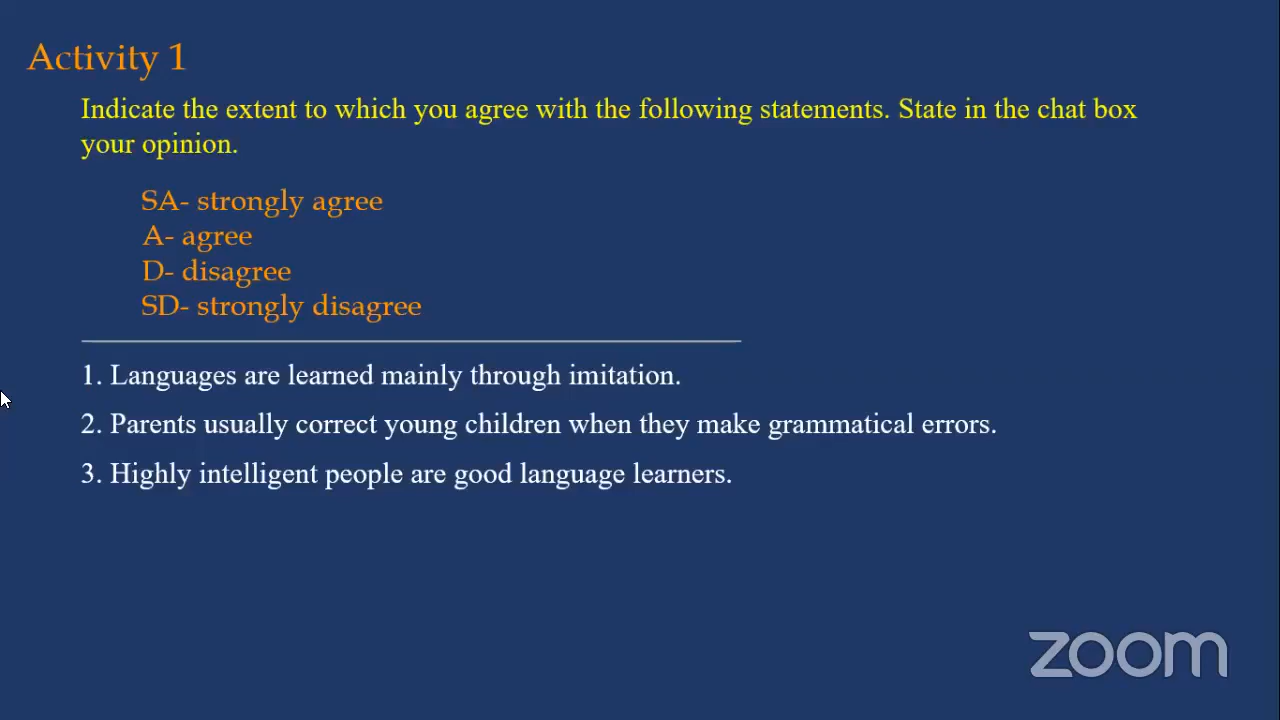 Activity 1
Indicate the extent to which you agree with the following statements. State in the chat box
your opinion.
SA- strongly agree
A- agree
D- disagree
SD- strongly disagree
1. Languages are learned mainly through imitation.
2. Parents usually correct young children when they make grammatical errors.
3. Highly intelligent people are good language learners.
zoom